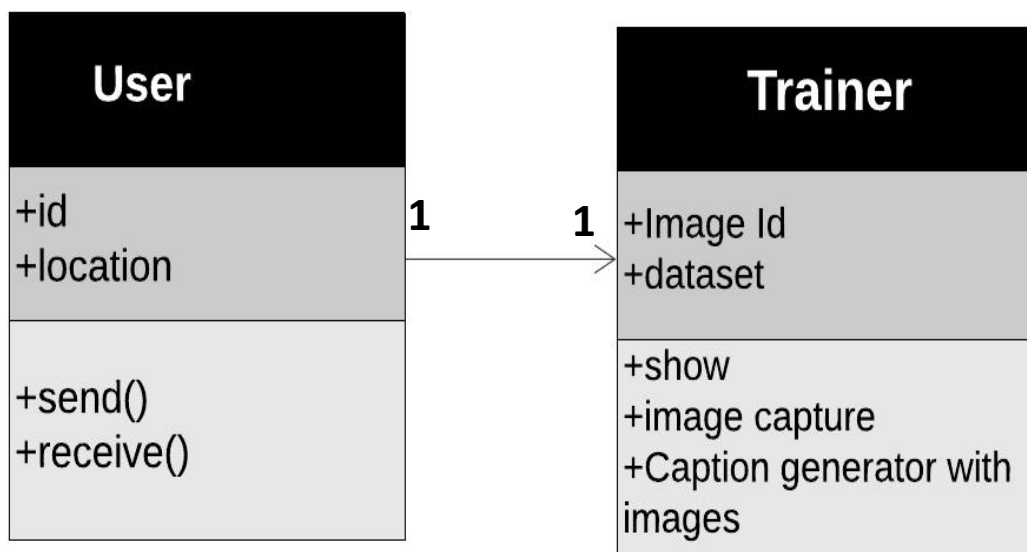 User
+id
+location
+send()
+receive()
1
1
Trainer
+Image Id
+dataset
+show
+image capture
+Caption generator with
images